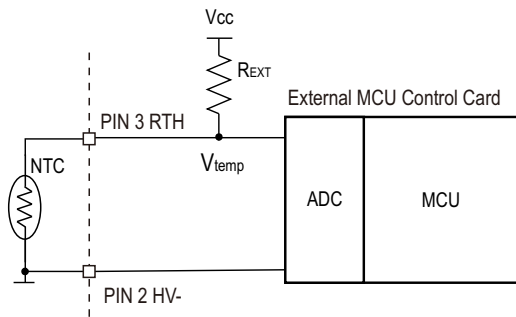 Vcc
REXT
External MCU Control Card
PIN 3 RTH
NTC
Vtemp
ADC
MCU
PIN 2 HV-